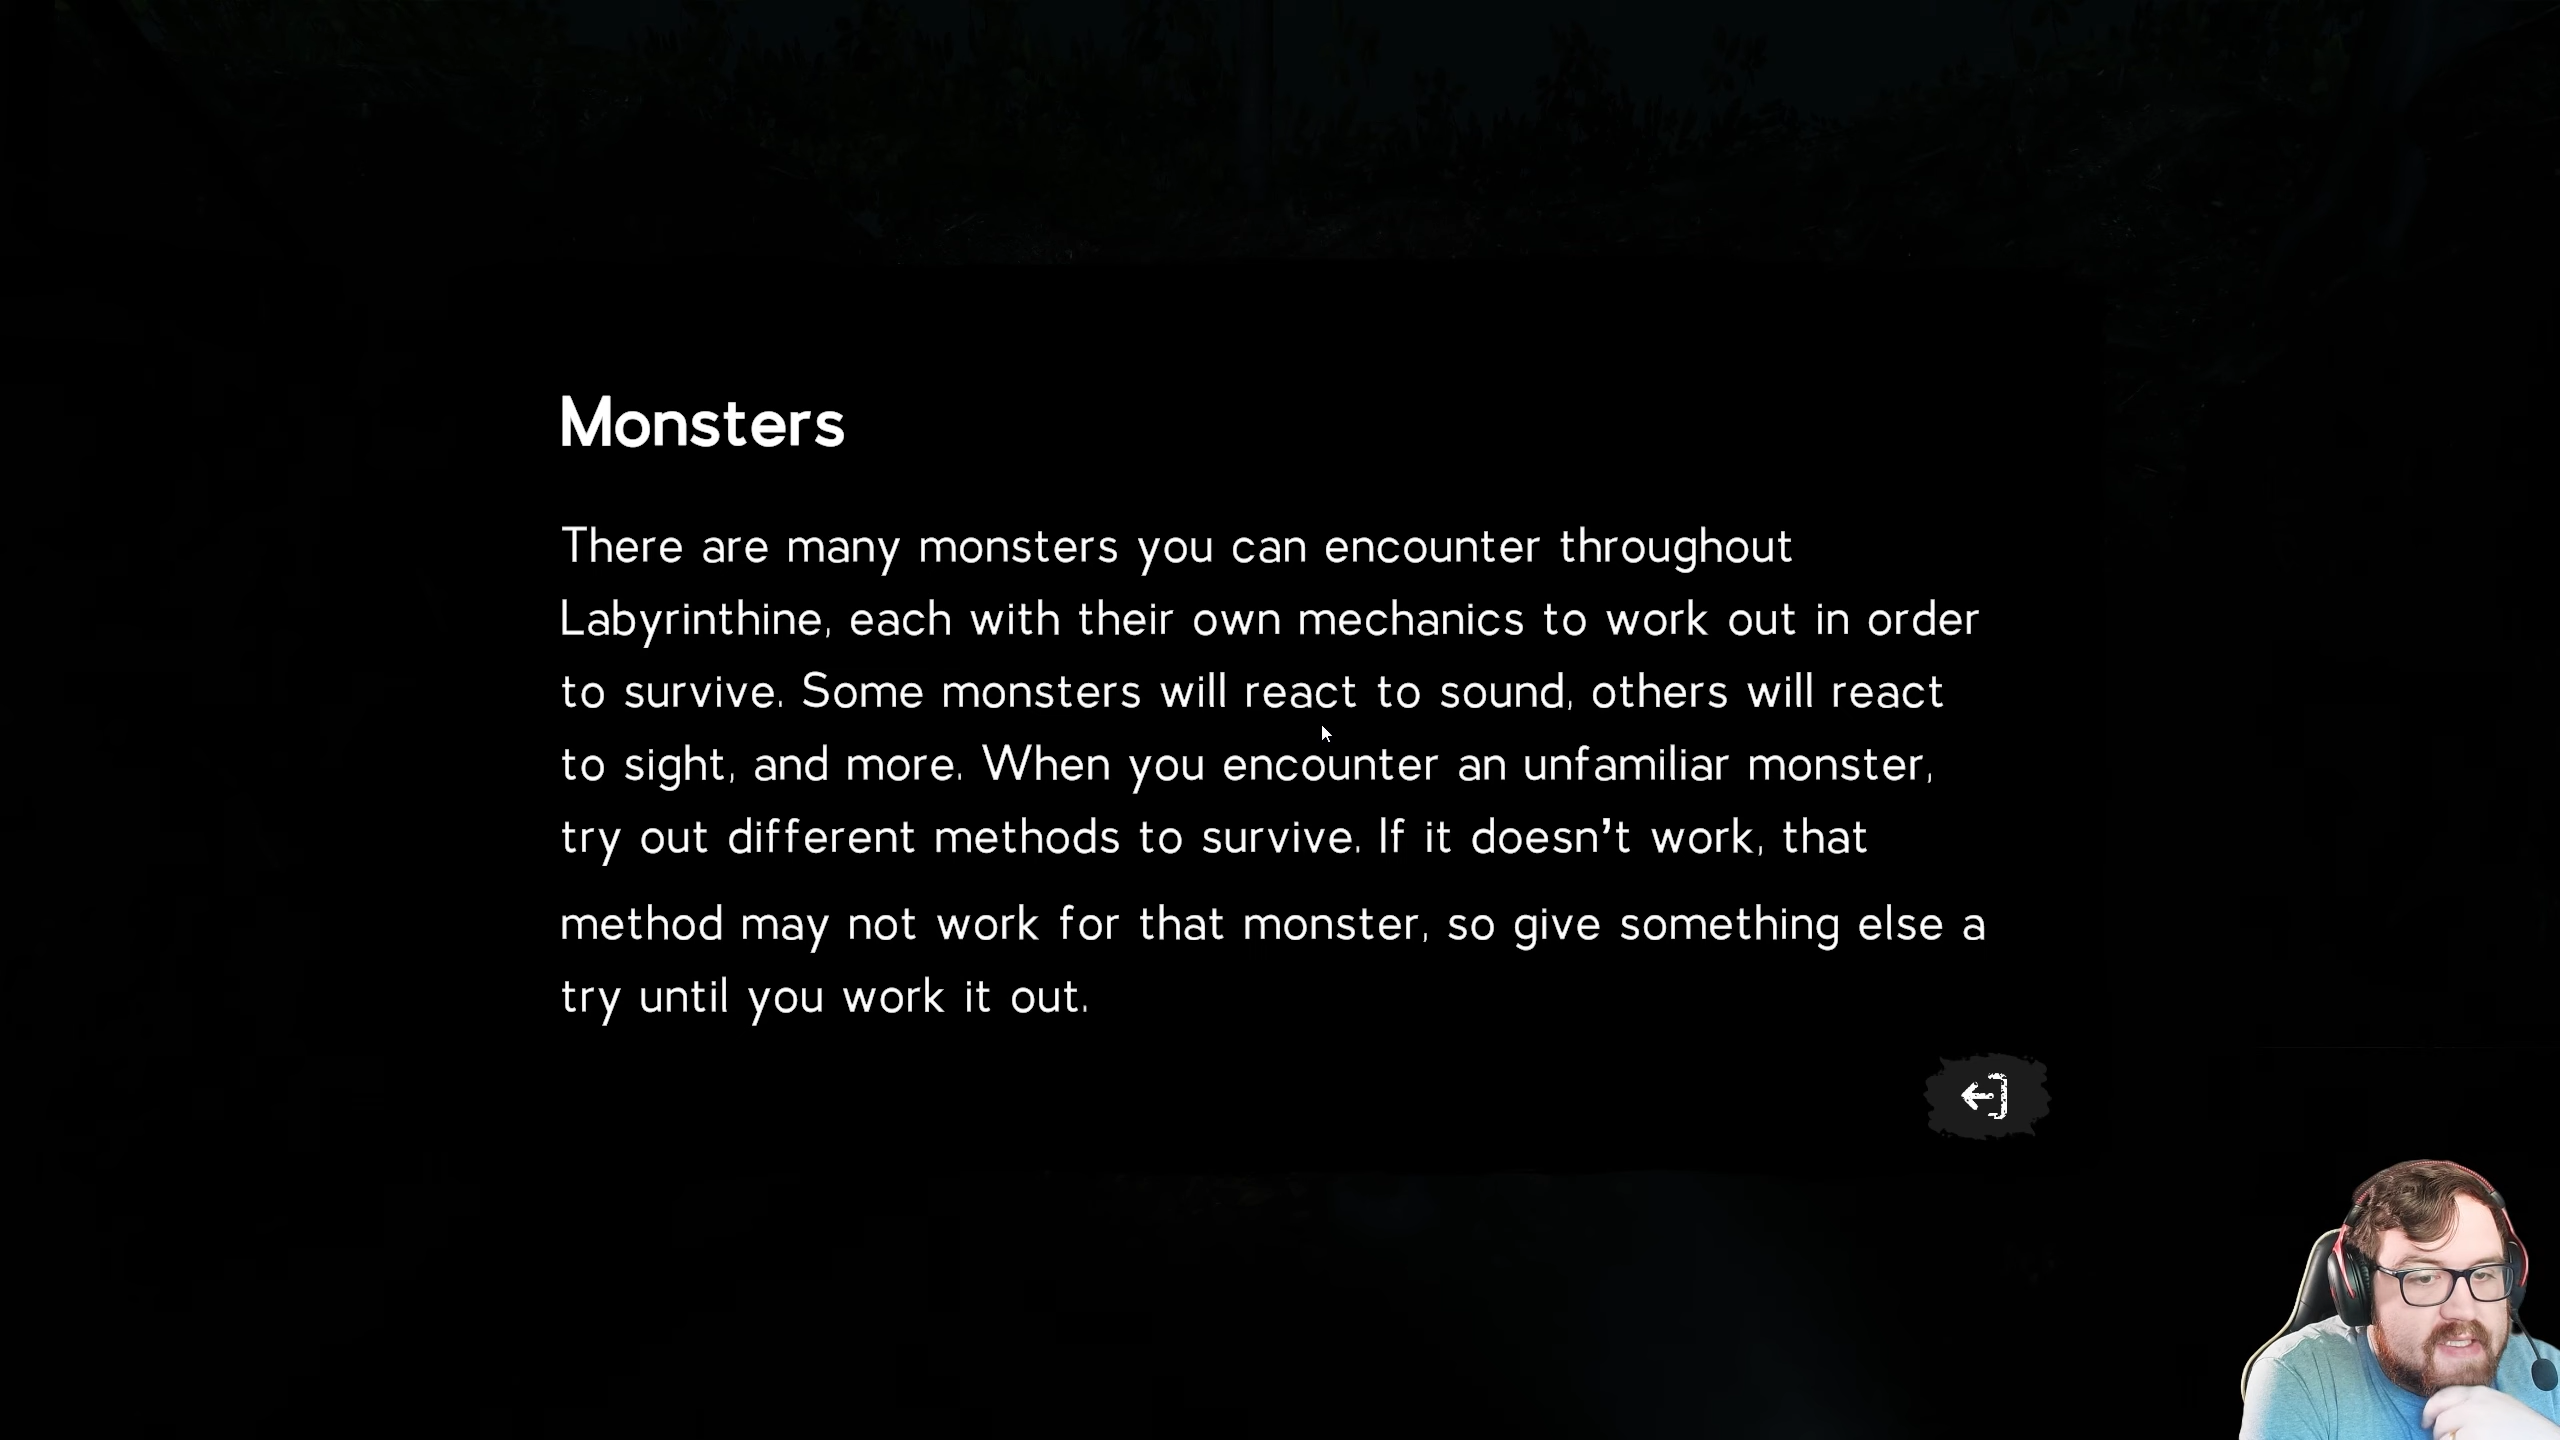 Monsters
There are many monsters you can encounter throughout
Labyrinthine, each with their own mechanics to work out in order
to survive. Some monsters will react to sound, others will react
to sight, and more. When you encounter an unfamiliar monster,
try out different methods to survive. If it doesn't work, that
method may not work for that monster, so give something else a
try until you work it out.